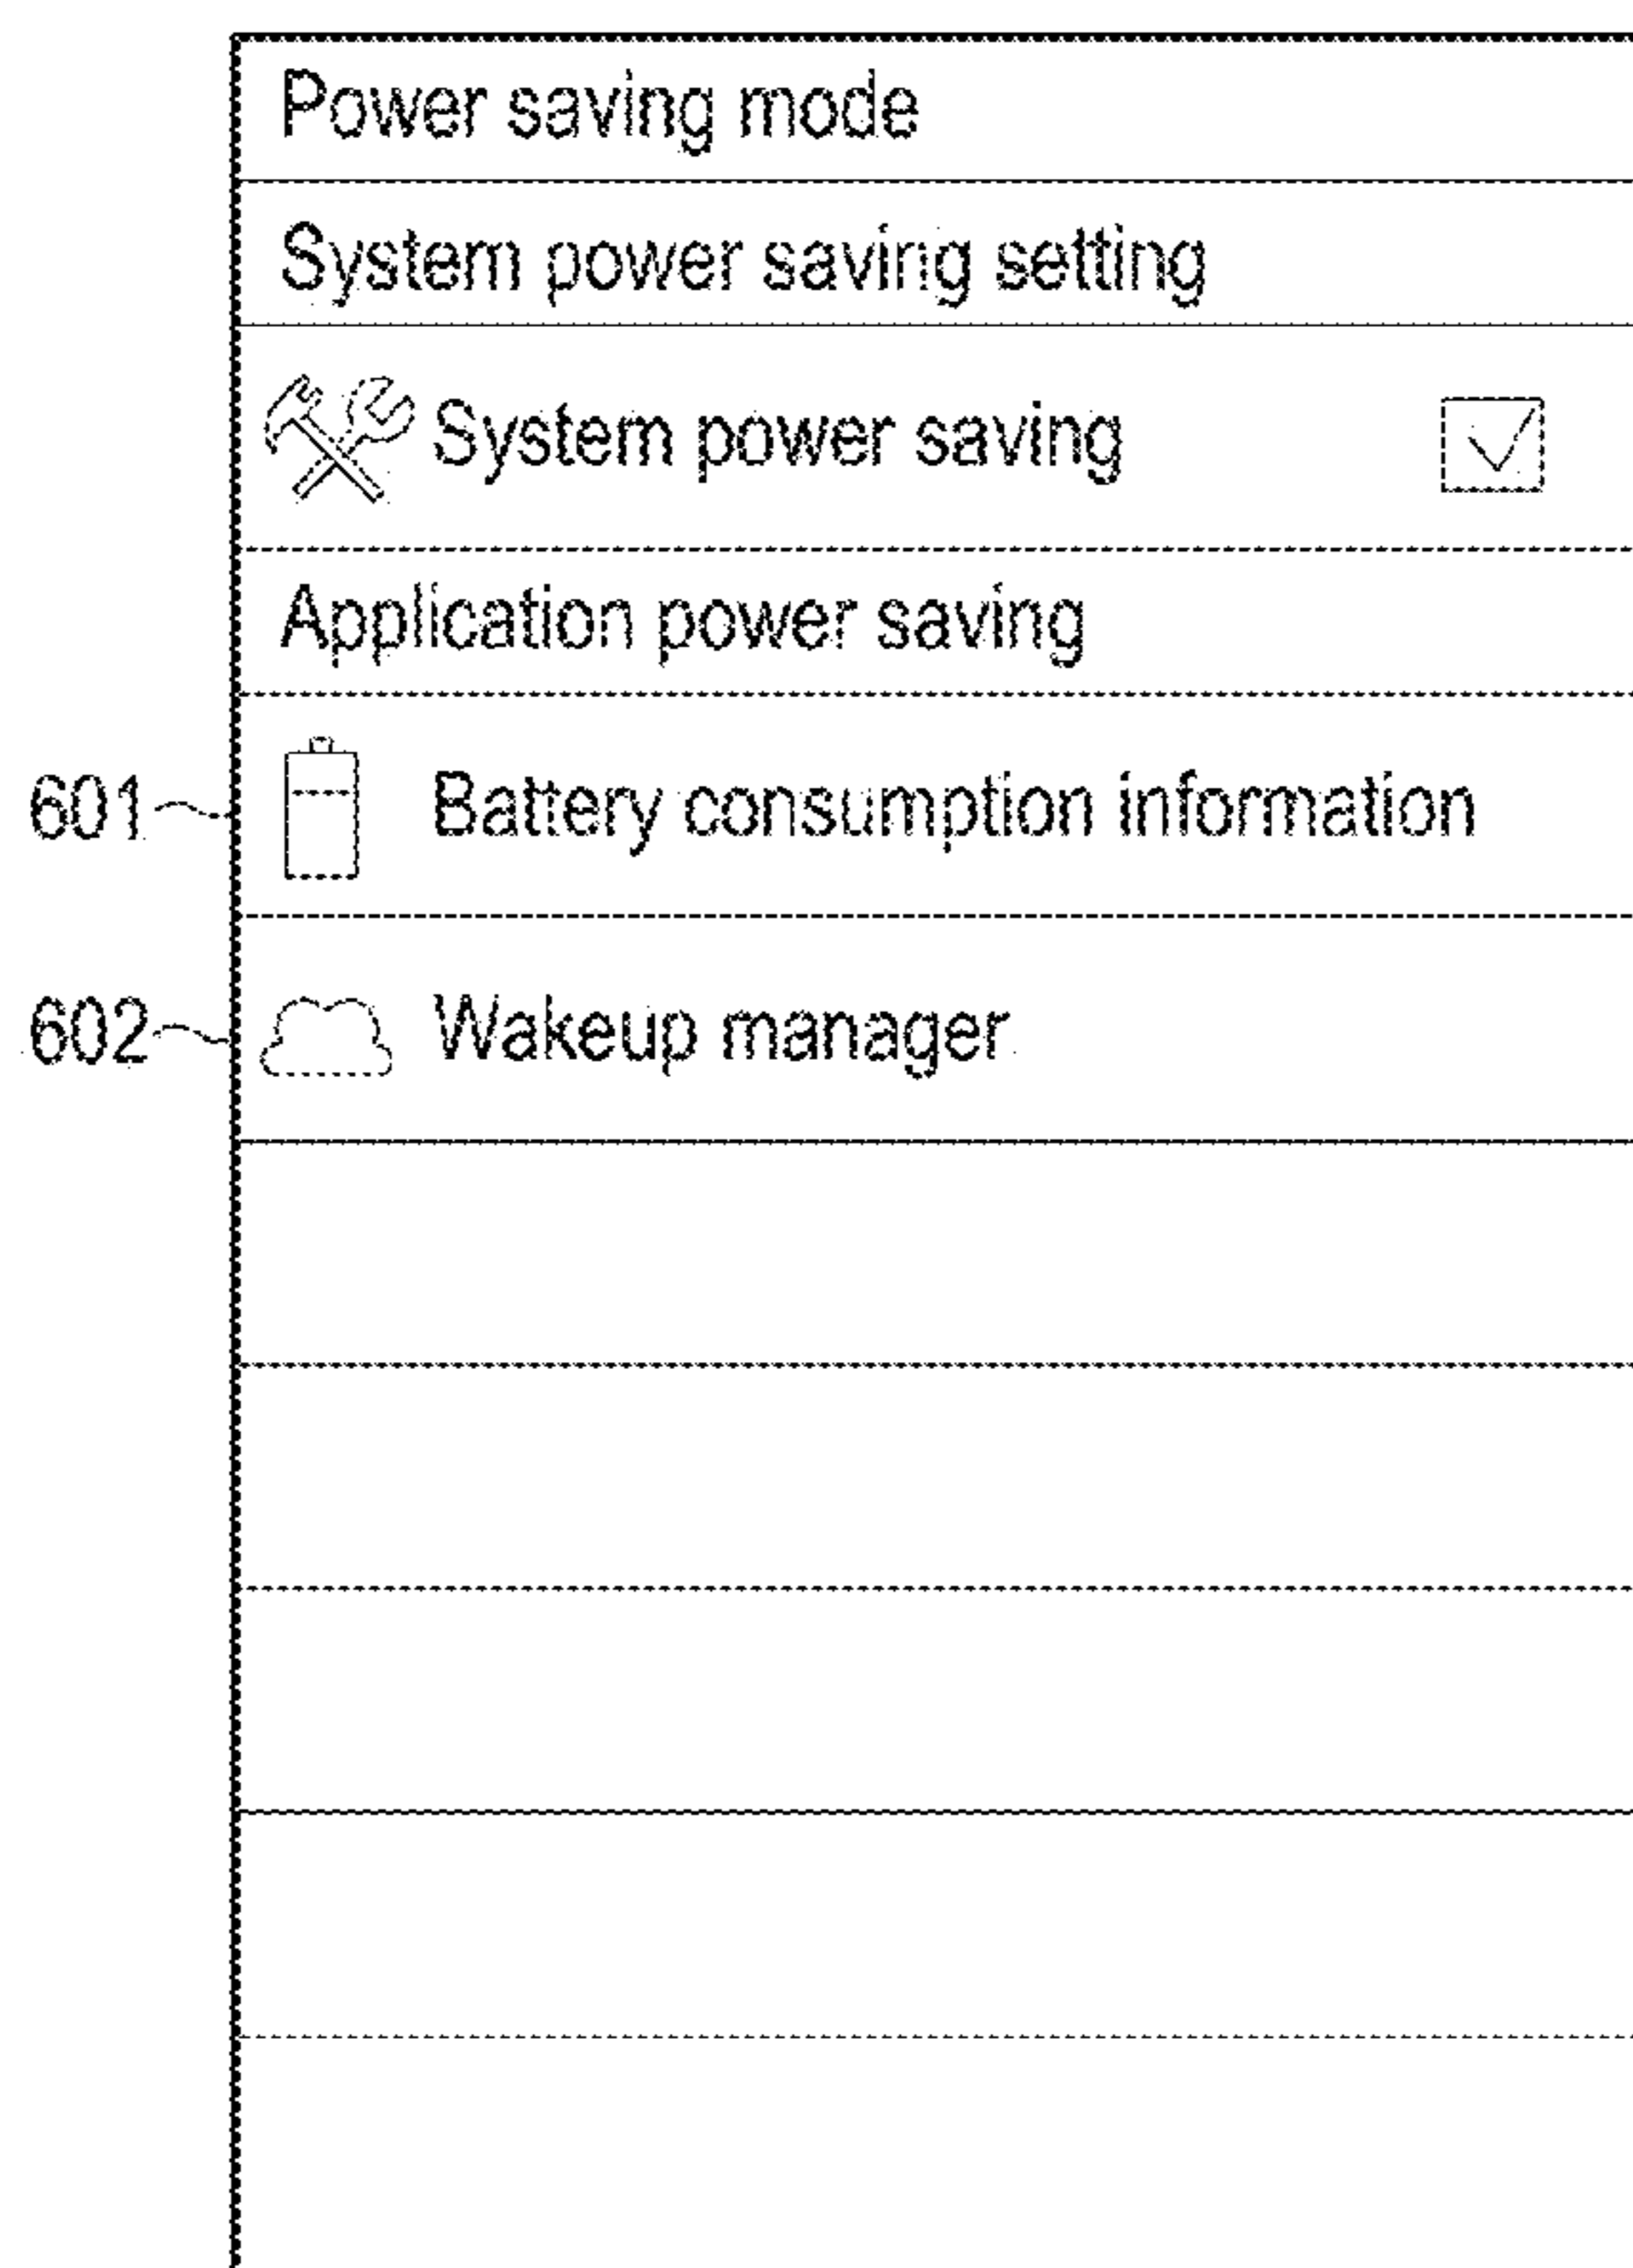 Power saving mode
System power saving setting
System power saving
Application power saving
601 Battery consumption information
602 Wakeup manager